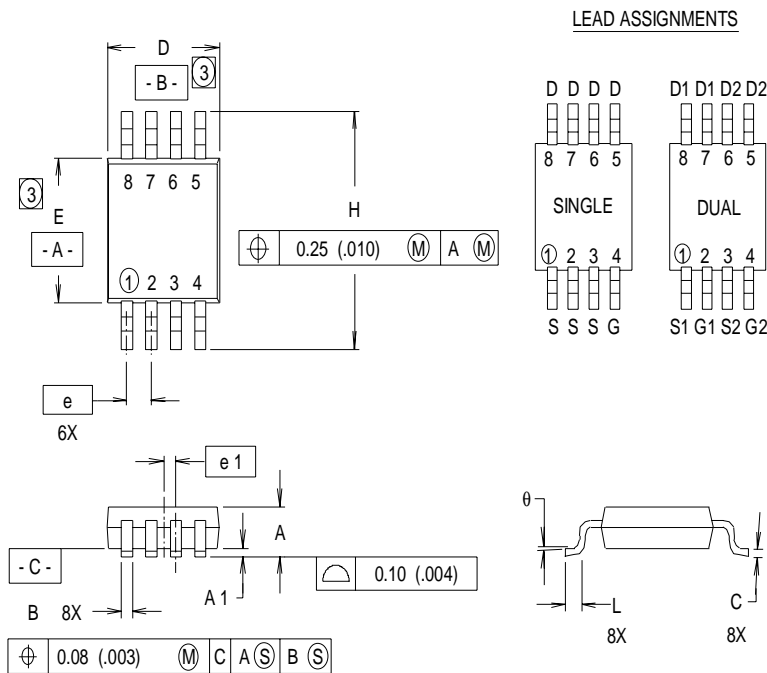 LEAD ASSIGNMENTS
D
- B -
3
8 7 6 5
3
E
- A -
H
⌖ 0.25 (.010) Ⓜ A Ⓜ
① 2 3 4
e
6X
D D D D
8 7 6 5
SINGLE
① 2 3 4
S S S G
D1 D1 D2 D2
8 7 6 5
DUAL
① 2 3 4
S1 G1 S2 G2
e 1
A
- C -
A 1
0.10 (.004)
B 8X
⌖ 0.08 (.003) Ⓜ C A Ⓢ B Ⓢ
θ
L
8X
C
8X